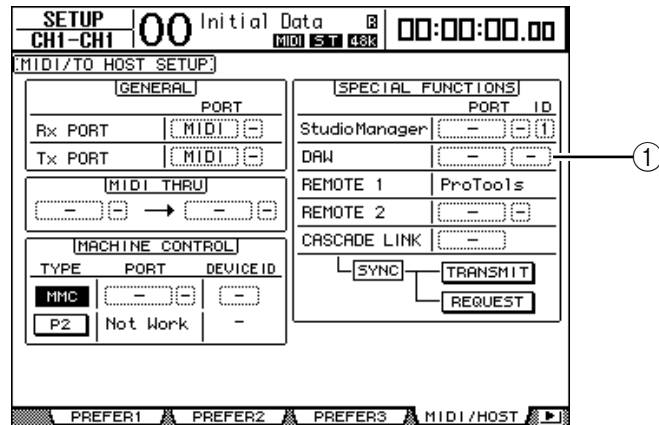 SETUP
CH1-CH1
00
Initial Data
R
MIDI ST 48K
00:00:00.00
MIDI/TO HOST SETUP
GENERAL
PORT
Rx PORT MIDI -
Tx PORT MIDI -
MIDI THRU
- - → - -
MACHINE CONTROL
TYPE PORT DEVICE ID
MMC - - -
P2 Not Work -
SPECIAL FUNCTIONS
PORT ID
StudioManager - - 1
DAW - -
REMOTE 1 ProTools
REMOTE 2 - -
CASCADE LINK -
SYNC TRANSMIT
REQUEST
①
PREFER1 PREFER2 PREFER3 MIDI/HOST